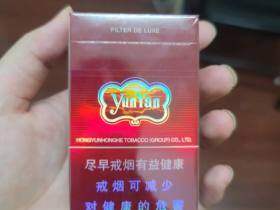 FILTER DE LUXE
YUNYAN
HONGYUNHONGHE TOBACCO (GROUP) CO., LTD.
尽早戒烟有益健康
戒烟可减少
对健康的危害